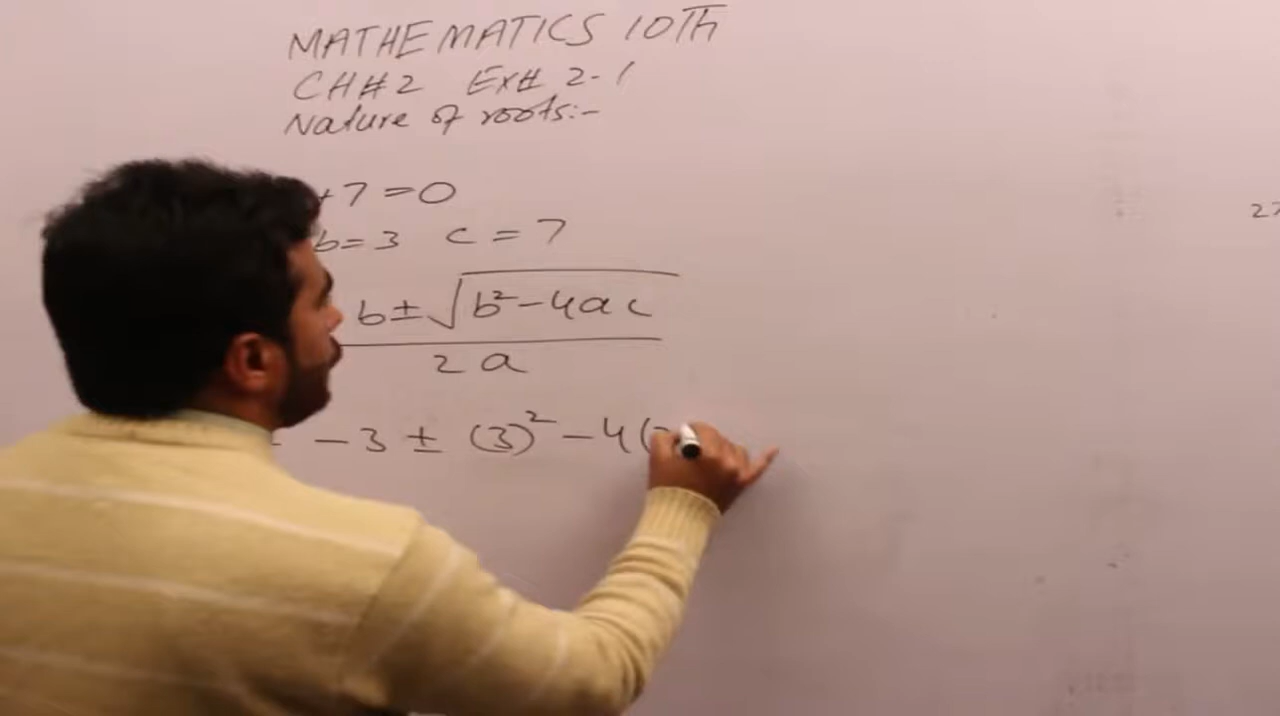 MATHEMATICS 10Th
CH#2 EX# 2-1
Nature of roots:-
+7=0
b=3 c=7
b±√b²-4ac
2a
-3±(3)²-4(
27